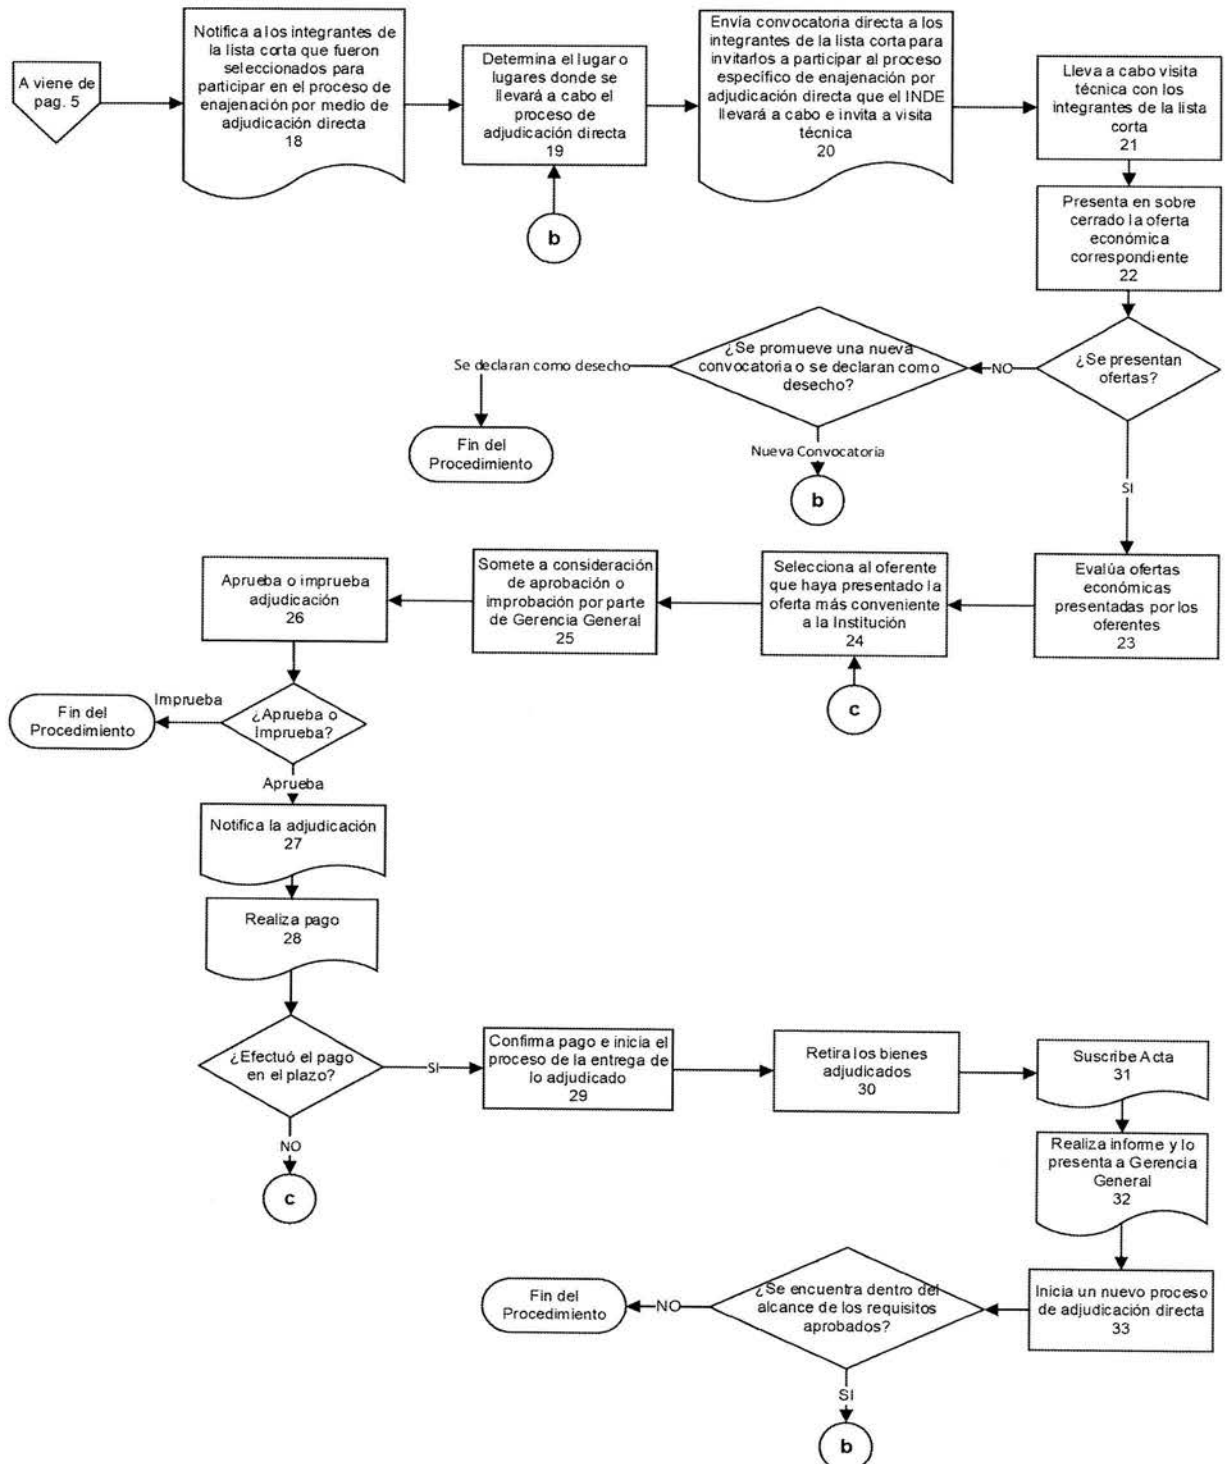 A viene de
pag. 5
Notifica a los integrantes de
la lista corta que fueron
seleccionados para
participar en el proceso de
enajenación por medio de
adjudicación directa
18
Determina el lugar o
lugares donde se
llevará a cabo el
proceso de
adjudicación directa
19
b
Envía convocatoria directa a los
integrantes de la lista corta para
invitarlos a participar al proceso
específico de enajenación por
adjudicación directa que el INDE
llevará a cabo e invita a visita
técnica
20
Lleva a cabo visita
técnica con los
integrantes de la lista
corta
21
Presenta en sobre
cerrado la oferta
económica
correspondiente
22
¿Se presentan
ofertas?
NO
¿Se promueve una nueva
convocatoria o se declaran como
desecho?
Se declaran como desecho
Fin del
Procedimiento
Nueva Convocatoria
b
SI
Evalúa ofertas
económicas
presentadas por los
oferentes
23
Selecciona al oferente
que haya presentado la
oferta más conveniente
a la Institución
24
c
Somete a consideración
de aprobación o
improbación por parte
de Gerencia General
25
Aprueba o imprueba
adjudicación
26
¿Aprueba o
Imprueba?
Imprueba
Fin del
Procedimiento
Aprueba
Notifica la adjudicación
27
Realiza pago
28
¿Efectuó el pago
en el plazo?
NO
c
SI
Confirma pago e inicia el
proceso de la entrega de
lo adjudicado
29
Retira los bienes
adjudicados
30
Suscribe Acta
31
Realiza informe y lo
presenta a Gerencia
General
32
Inicia un nuevo proceso
de adjudicación directa
33
¿Se encuentra dentro del
alcance de los requisitos
aprobados?
NO
Fin del
Procedimiento
SI
b